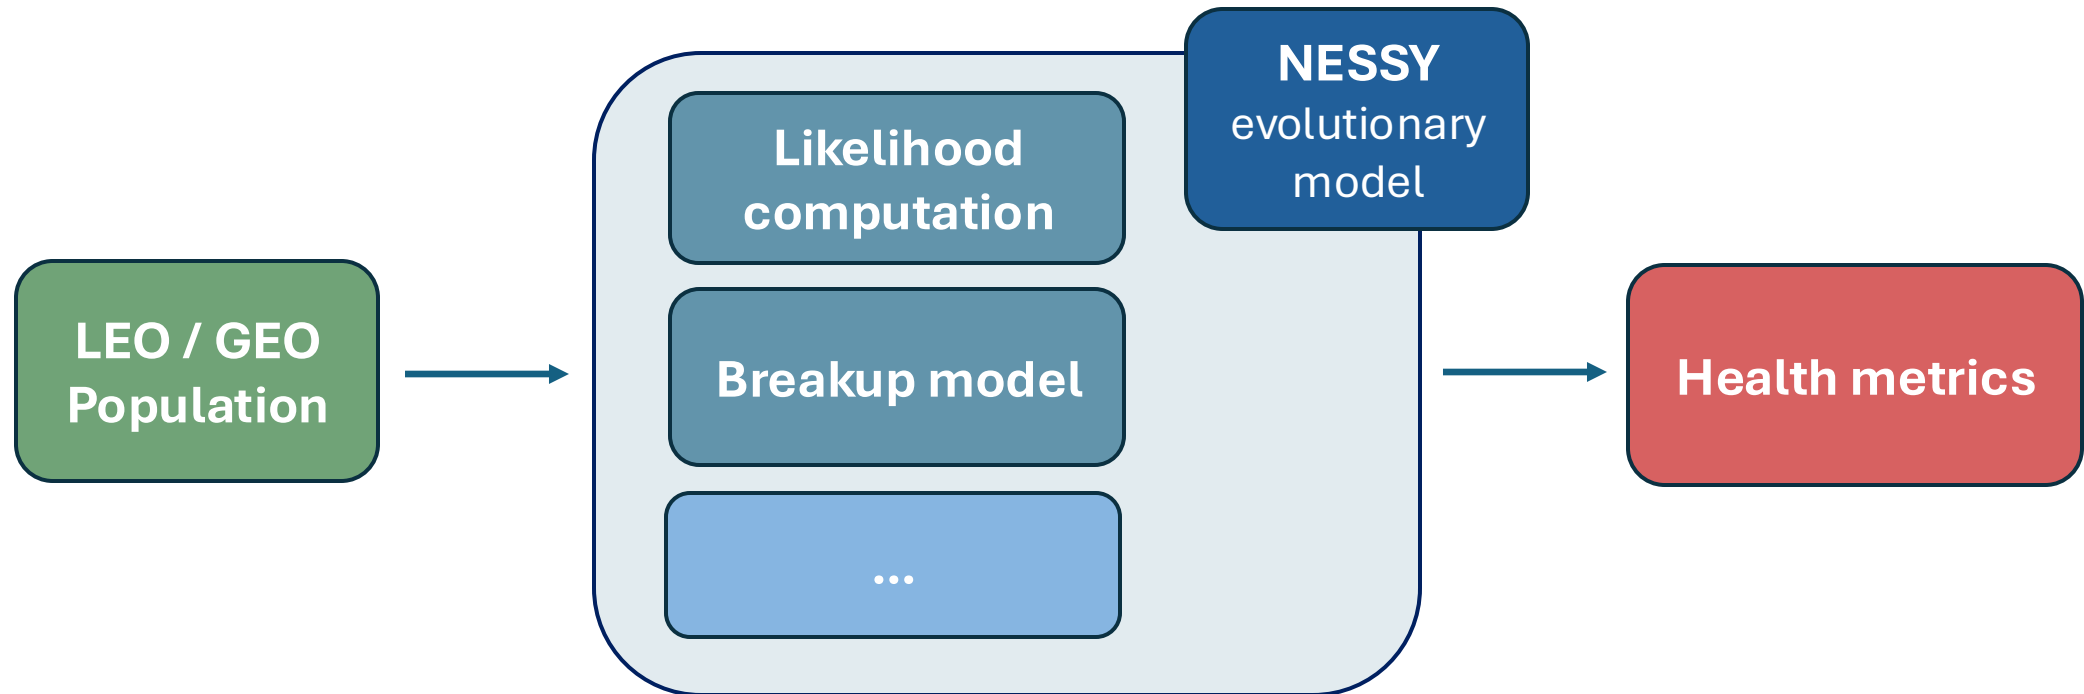 NESSY
evolutionary
model
Likelihood
computation
LEO / GEO
Population
Breakup model
Health metrics
...